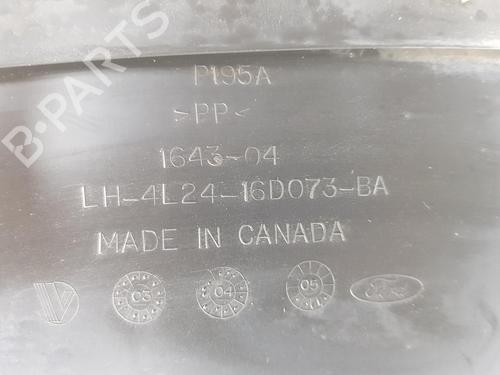 B-PARTS
P195A
>PP<
1643-04
LH-4L24-16D073-BA
MADE IN CANADA
03 04 05 Ford